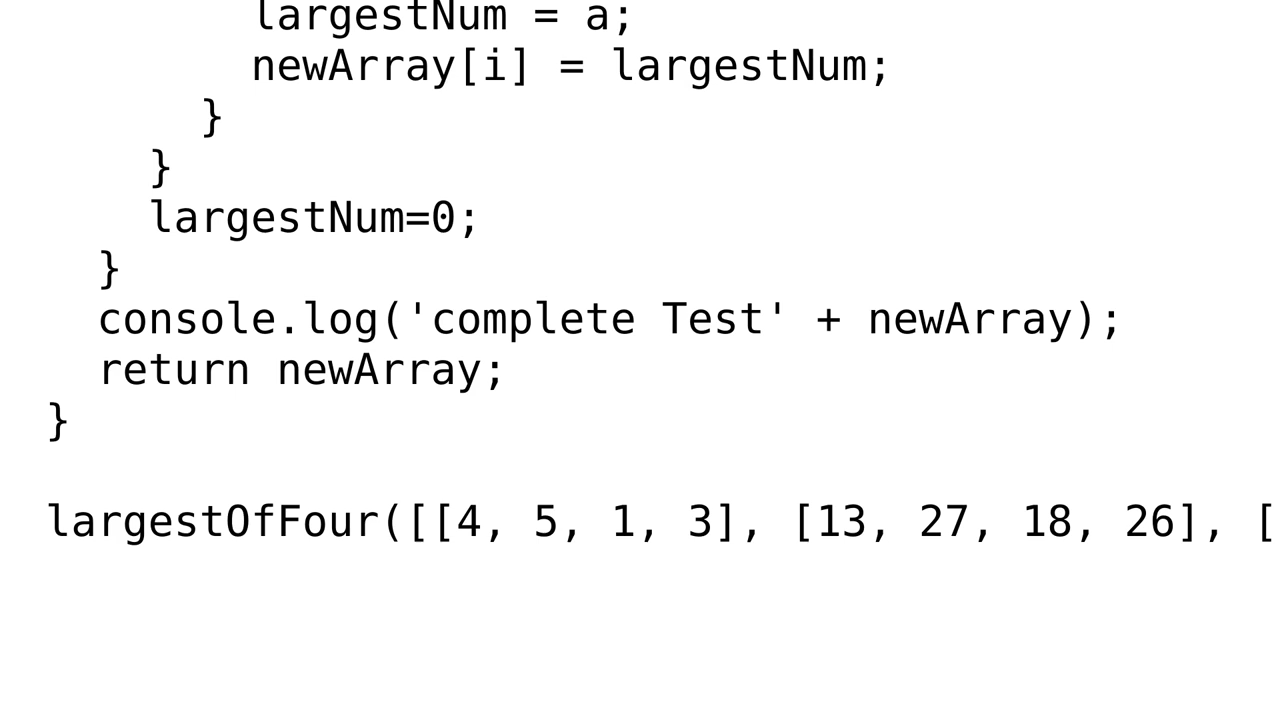 largestNum = a;
newArray[i] = largestNum;
}
}
largestNum=0;
}
console.log('complete Test' + newArray);
return newArray;
}
largestOfFour([[4, 5, 1, 3], [13, 27, 18, 26], [